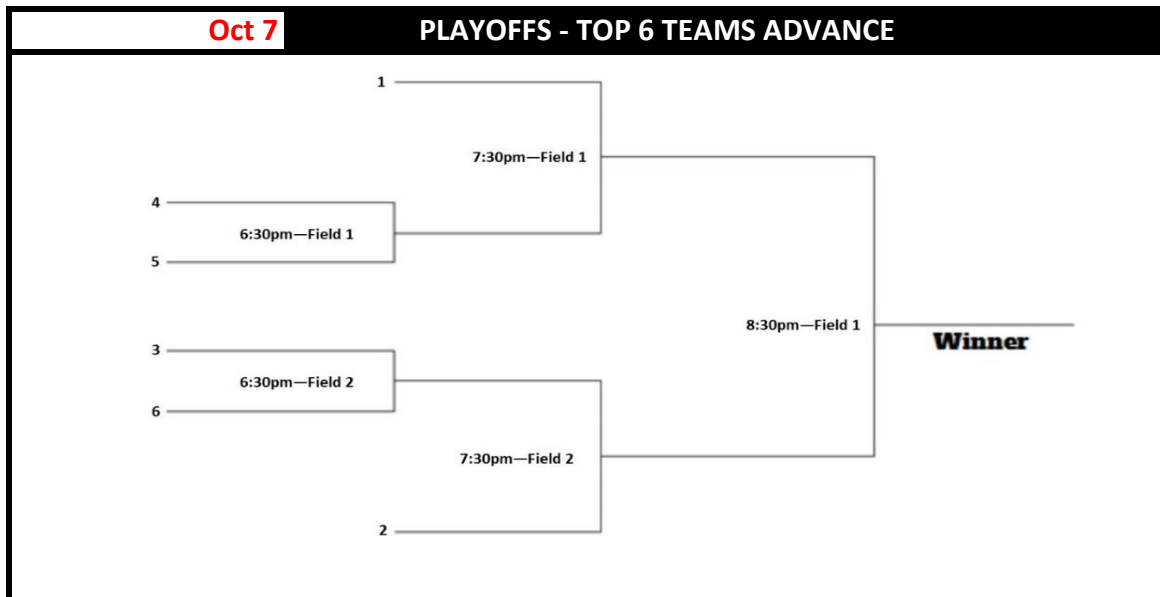 Oct 7 PLAYOFFS - TOP 6 TEAMS ADVANCE
1
7:30pm—Field 1
4
6:30pm—Field 1
5
8:30pm—Field 1
Winner
3
6:30pm—Field 2
6
7:30pm—Field 2
2